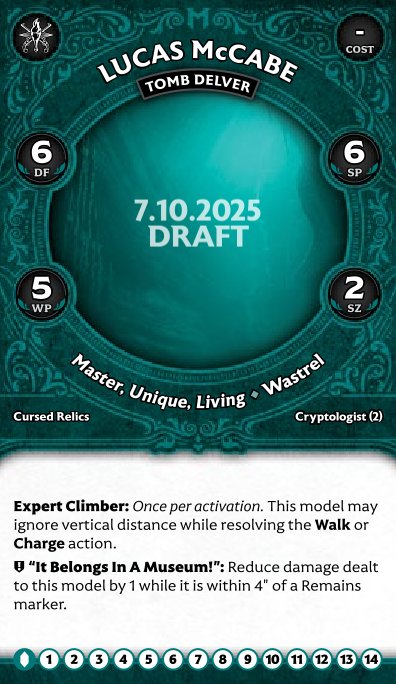 -
COST
LUCAS McCABE
TOMB DELVER
6
DF
6
SP
7.10.2025
DRAFT
5
WP
2
SZ
Master, Unique, Living ◆ Wastrel
Cursed Relics
Cryptologist (2)
Expert Climber: Once per activation. This model may
ignore vertical distance while resolving the Walk or
Charge action.
"It Belongs In A Museum!": Reduce damage dealt
to this model by 1 while it is within 4" of a Remains
marker.
1 2 3 4 5 6 7 8 9 10 11 12 13 14